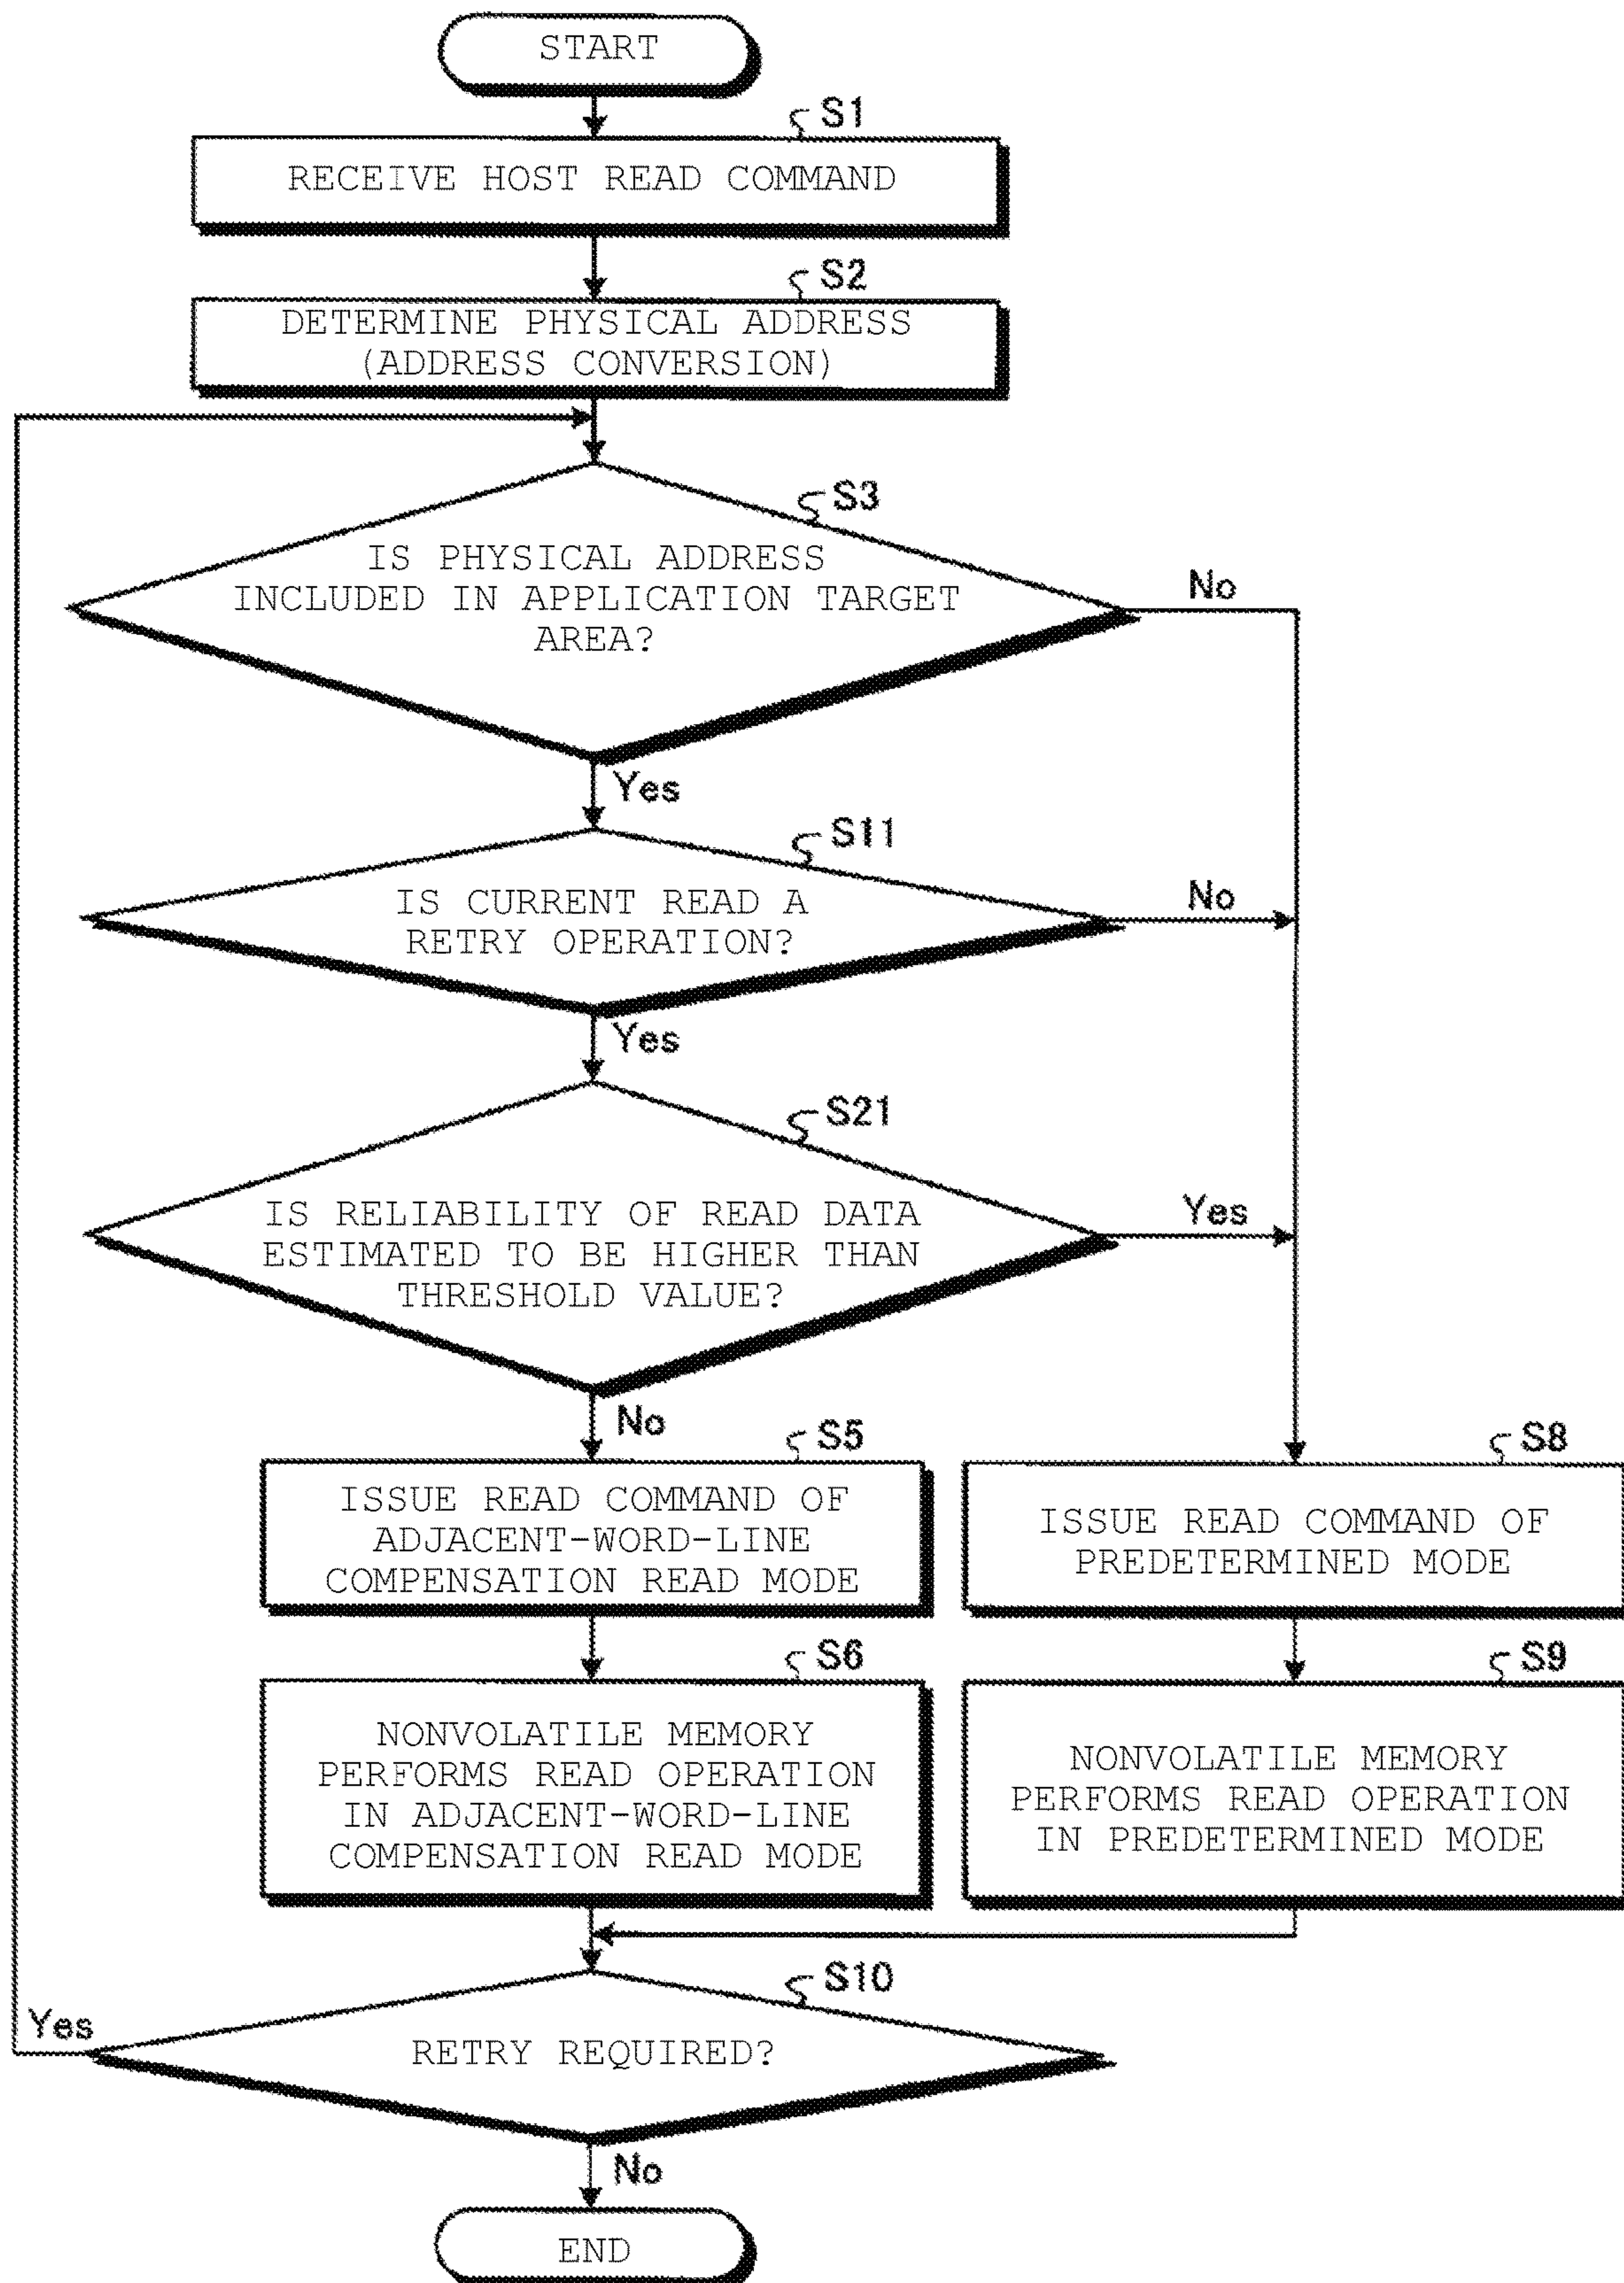 START
S1
RECEIVE HOST READ COMMAND
S2
DETERMINE PHYSICAL ADDRESS
(ADDRESS CONVERSION)
S3
IS PHYSICAL ADDRESS
INCLUDED IN APPLICATION TARGET
AREA?
No
Yes
S11
IS CURRENT READ A
RETRY OPERATION?
No
Yes
S21
IS RELIABILITY OF READ DATA
ESTIMATED TO BE HIGHER THAN
THRESHOLD VALUE?
Yes
No
S5
ISSUE READ COMMAND OF
ADJACENT-WORD-LINE
COMPENSATION READ MODE
S8
ISSUE READ COMMAND OF
PREDETERMINED MODE
S6
NONVOLATILE MEMORY
PERFORMS READ OPERATION
IN ADJACENT-WORD-LINE
COMPENSATION READ MODE
S9
NONVOLATILE MEMORY
PERFORMS READ OPERATION
IN PREDETERMINED MODE
S10
RETRY REQUIRED?
Yes
No
END